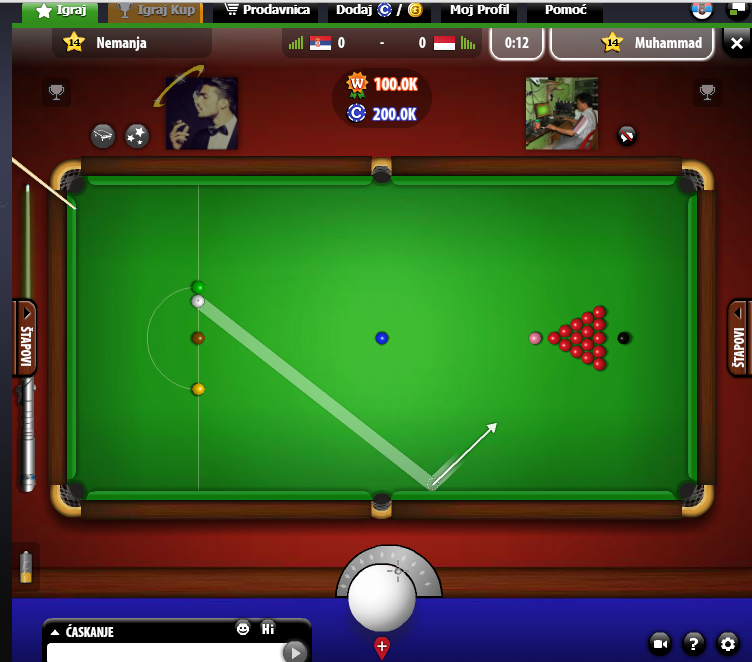 Igraj
Igraj Kup
Prodavnica
Dodaj C / G
Moj Profil
Pomoć
14 Nemanja
0 - 0
0:12
14 Muhammad
W 100.0K
C 200.0K
ŠTAPOVI
ŠTAPOVI
ĆASKANJE
Hi
?